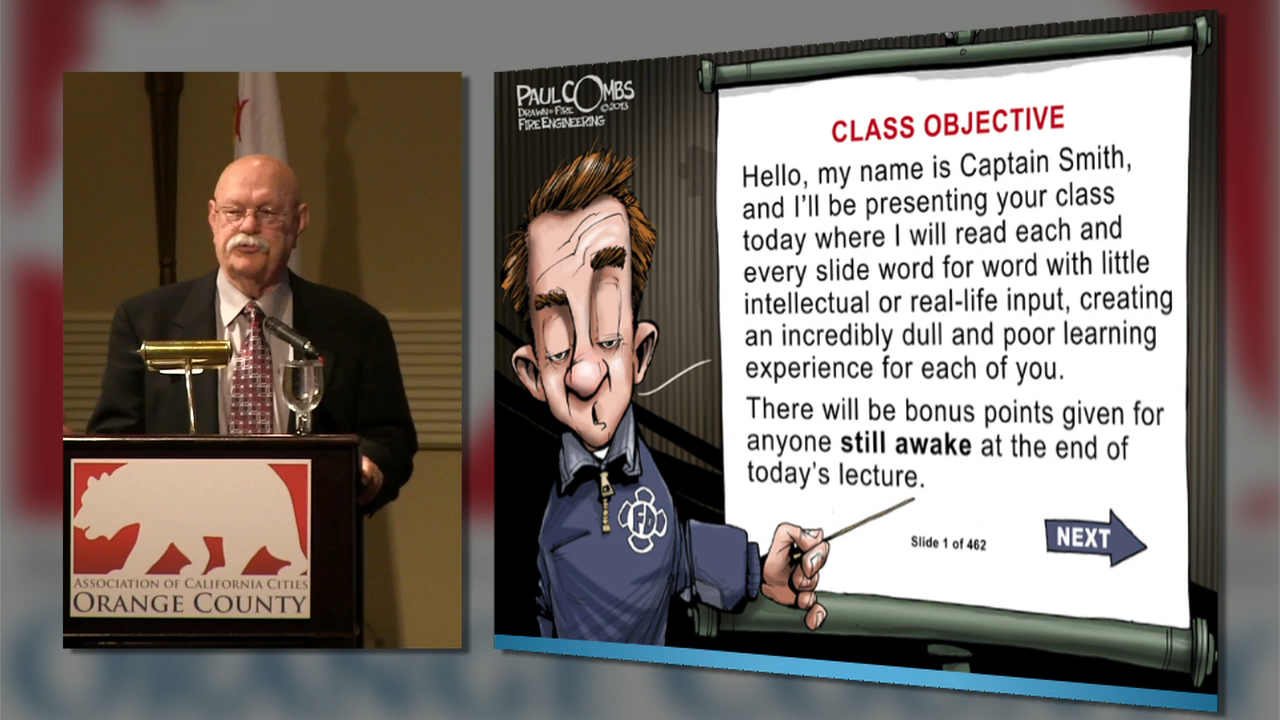 ASSOCIATION OF CALIFORNIA CITIES
ORANGE COUNTY
PAUL COMBS
DRAWN BY FIRE ©2013
FIRE ENGINEERING
CLASS OBJECTIVE
Hello, my name is Captain Smith,
and I'll be presenting your class
today where I will read each and
every slide word for word with little
intellectual or real-life input, creating
an incredibly dull and poor learning
experience for each of you.
There will be bonus points given for
anyone still awake at the end of
today's lecture.
Slide 1 of 462
NEXT
FD